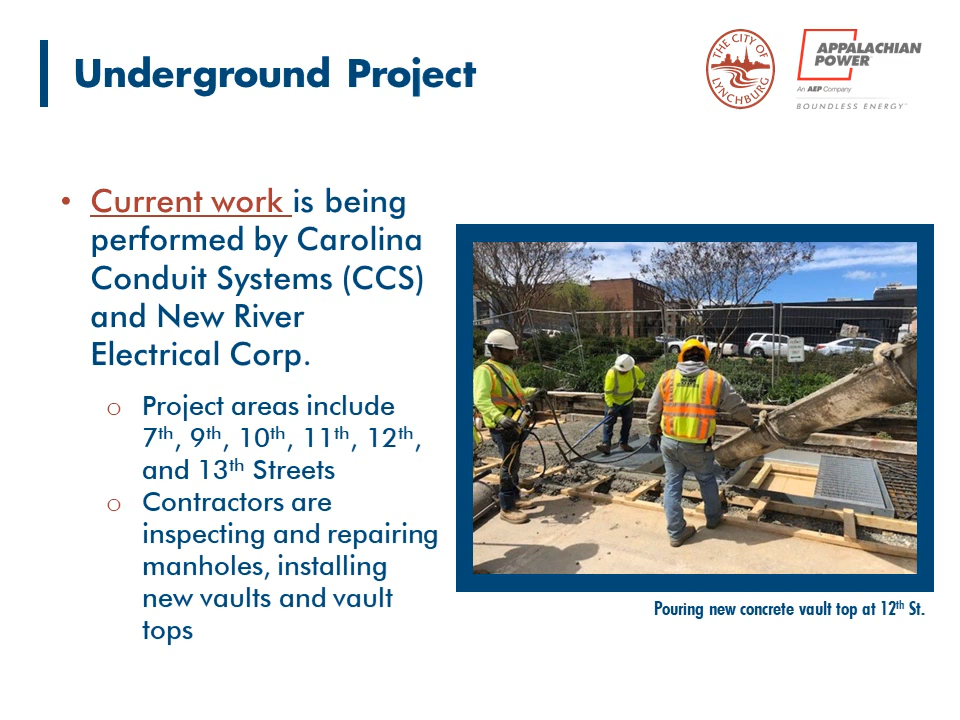 Underground Project
THE CITY OF
LYNCHBURG
APPALACHIAN
POWER
An AEP Company
BOUNDLESS ENERGY™
• Current work is being
performed by Carolina
Conduit Systems (CCS)
and New River
Electrical Corp.
o Project areas include
7th, 9th, 10th, 11th, 12th,
and 13th Streets
o Contractors are
inspecting and repairing
manholes, installing
new vaults and vault
tops
Pouring new concrete vault top at 12th St.